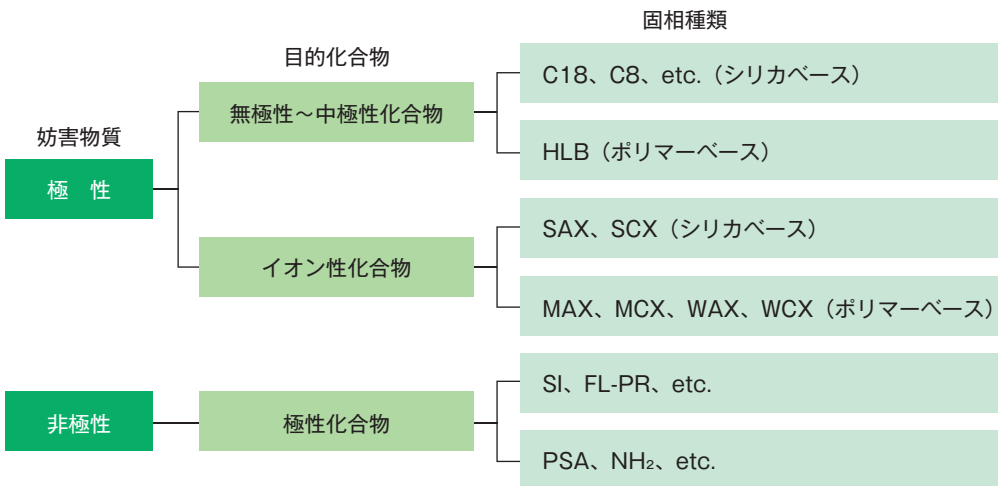 固相種類
目的化合物
妨害物質
C18、C8、etc.（シリカベース）
無極性～中極性化合物
HLB（ポリマーベース）
極　性
SAX、SCX（シリカベース）
イオン性化合物
MAX、MCX、WAX、WCX（ポリマーベース）
SI、FL-PR、etc.
非極性
極性化合物
PSA、NH₂、etc.